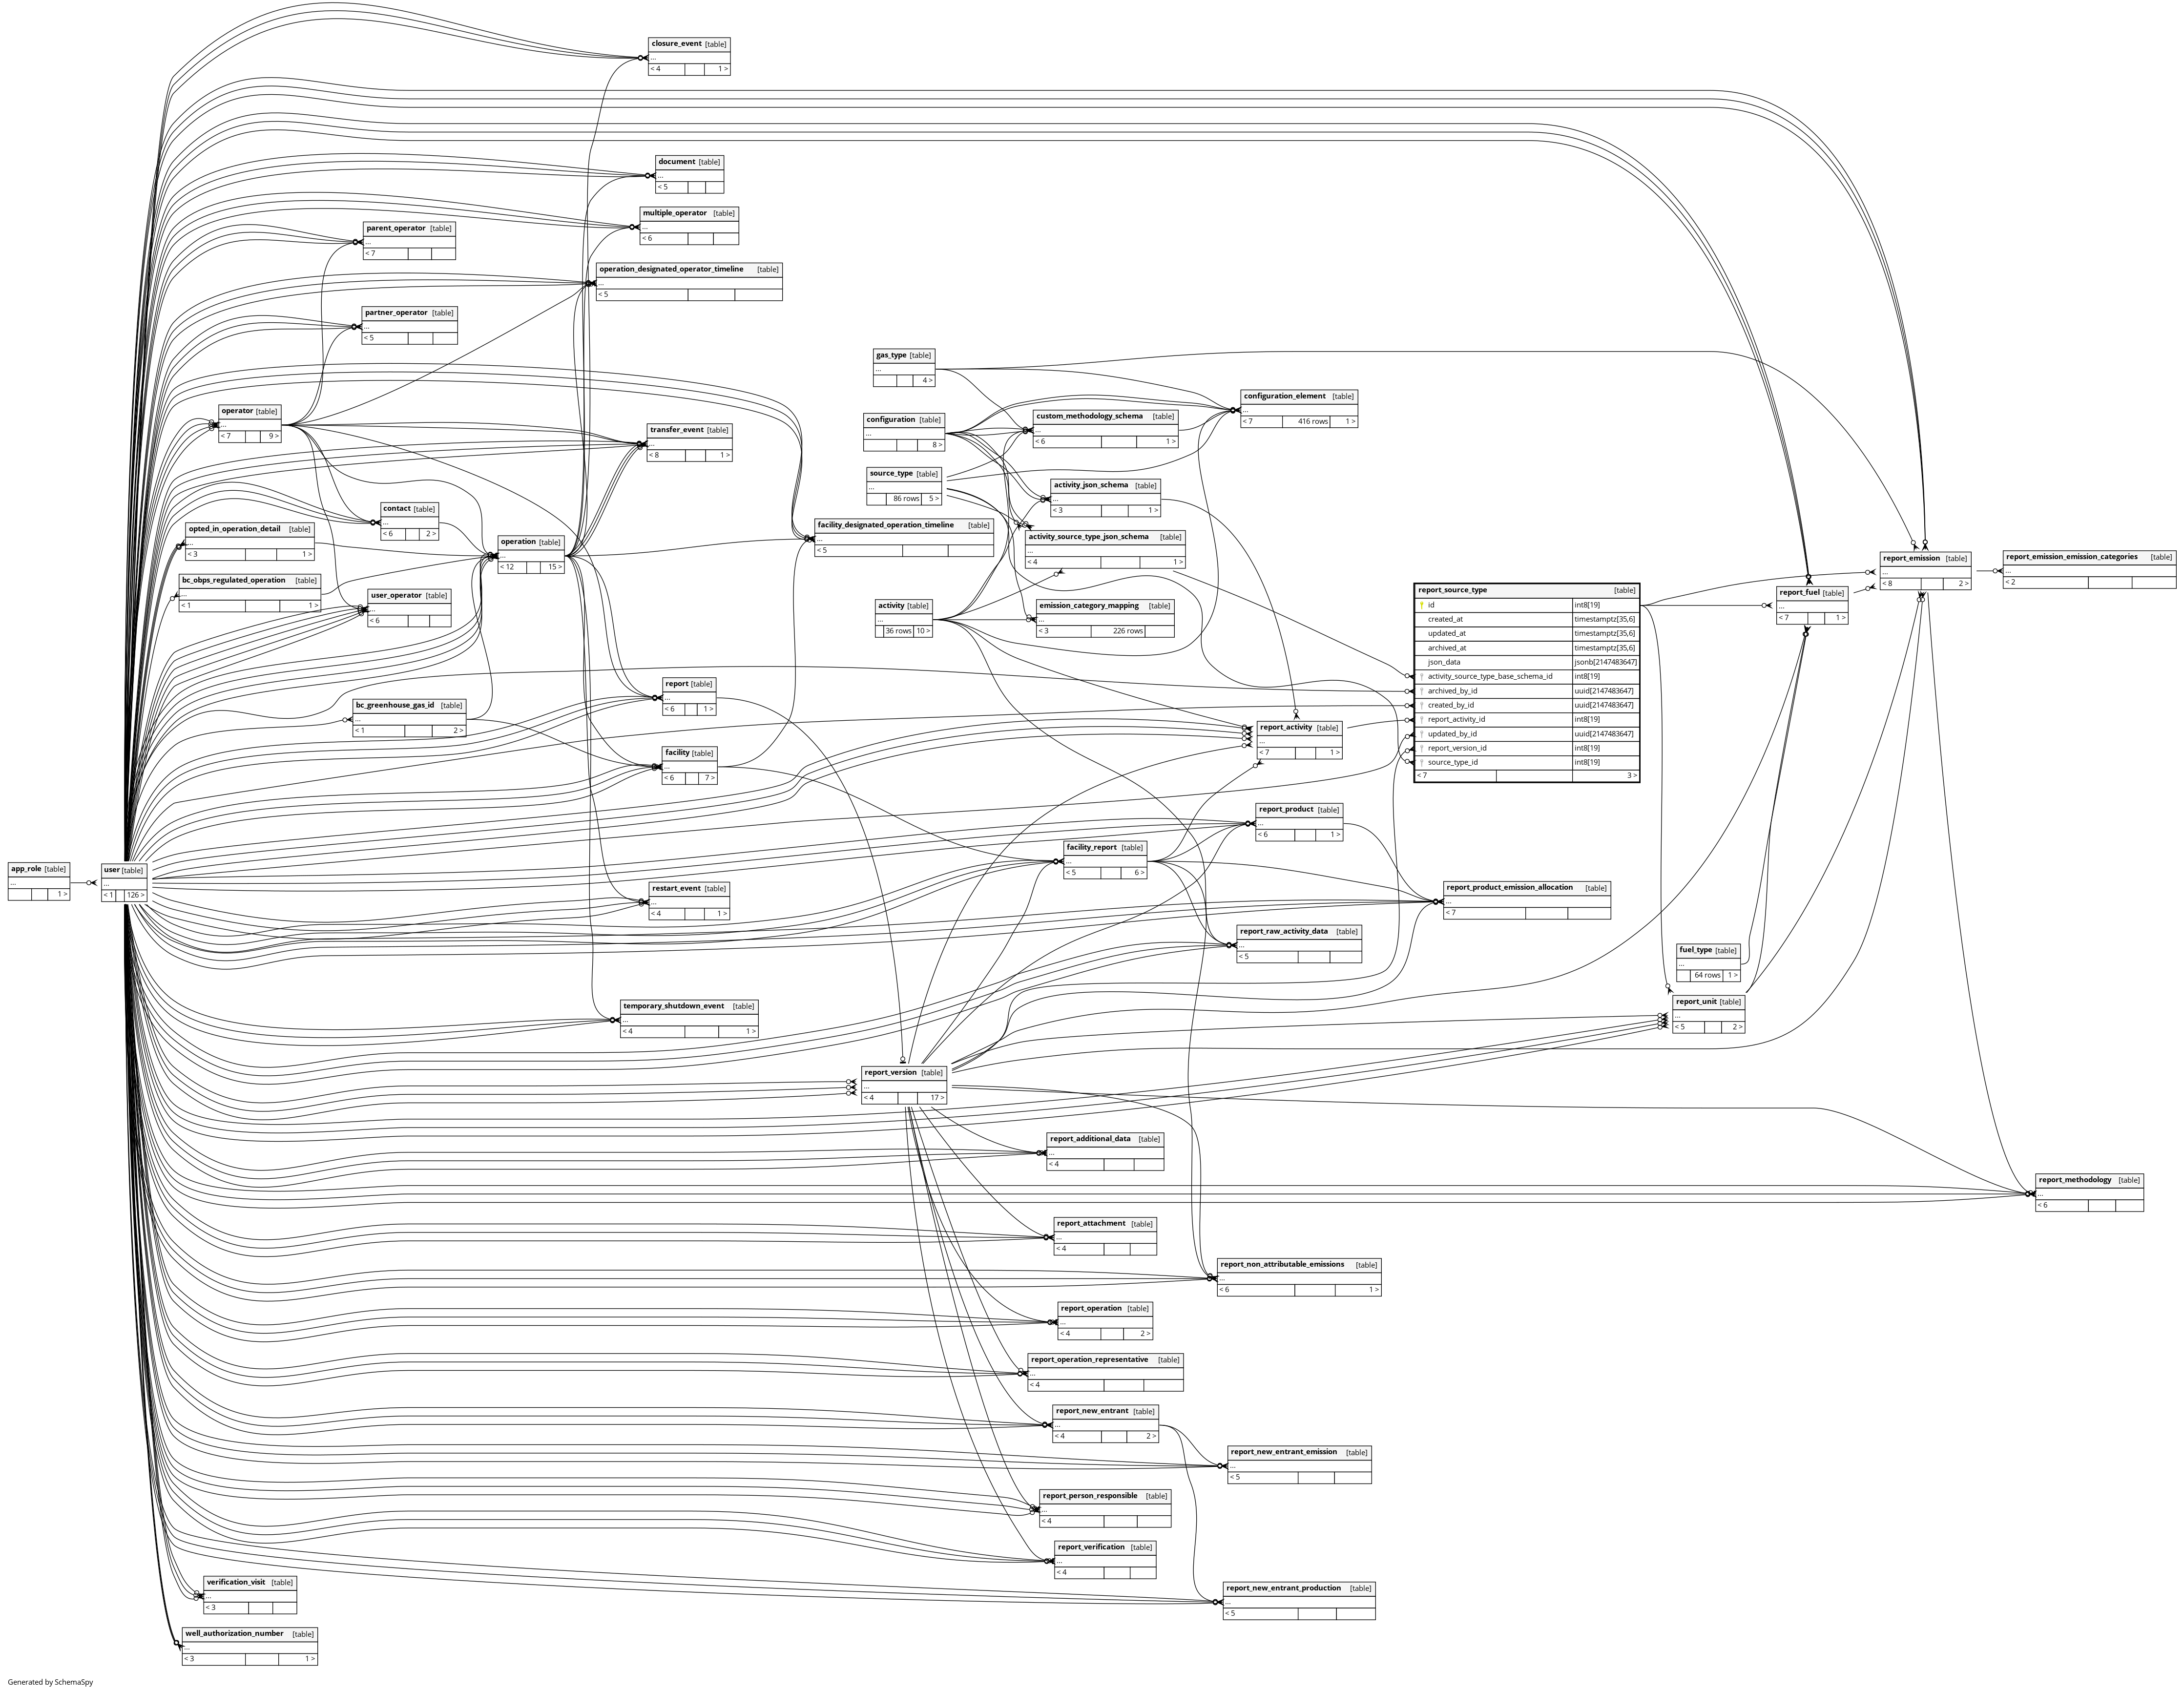 closure_event [table]
...
< 4 1 >
document [table]
...
< 5
multiple_operator [table]
...
< 6
parent_operator [table]
...
< 7
operation_designated_operator_timeline [table]
...
< 5
partner_operator [table]
...
< 5
gas_type [table]
...
4 >
configuration_element [table]
...
< 7 416 rows 1 >
operator [table]
...
< 7 9 >
configuration [table]
...
8 >
custom_methodology_schema [table]
...
< 6 1 >
transfer_event [table]
...
< 8 1 >
source_type [table]
...
86 rows 5 >
activity_json_schema [table]
...
< 3 1 >
contact [table]
...
< 6 2 >
opted_in_operation_detail [table]
...
< 3 1 >
facility_designated_operation_timeline [table]
...
< 5
operation [table]
...
< 12 15 >
activity_source_type_json_schema [table]
...
< 4 1 >
report_emission [table]
...
< 8 2 >
report_emission_emission_categories [table]
...
< 2
bc_obps_regulated_operation [table]
...
< 1 1 >
user_operator [table]
...
< 6
activity [table]
...
36 rows 10 >
emission_category_mapping [table]
...
< 3 226 rows
report_source_type [table]
id int8[19]
created_at timestamptz[35,6]
updated_at timestamptz[35,6]
archived_at timestamptz[35,6]
json_data jsonb[2147483647]
activity_source_type_base_schema_id int8[19]
archived_by_id uuid[2147483647]
created_by_id uuid[2147483647]
report_activity_id int8[19]
updated_by_id uuid[2147483647]
report_version_id int8[19]
source_type_id int8[19]
< 7 3 >
report_fuel [table]
...
< 7 1 >
report [table]
...
< 6 1 >
bc_greenhouse_gas_id [table]
...
< 1 2 >
report_activity [table]
...
< 7 1 >
facility [table]
...
< 6 7 >
report_product [table]
...
< 6 1 >
facility_report [table]
...
< 5 6 >
app_role [table]
...
1 >
user [table]
...
< 1 126 >
restart_event [table]
...
< 4 1 >
report_product_emission_allocation [table]
...
< 7
report_raw_activity_data [table]
...
< 5
fuel_type [table]
...
64 rows 1 >
temporary_shutdown_event [table]
...
< 4 1 >
report_unit [table]
...
< 5 2 >
report_version [table]
...
< 4 17 >
report_additional_data [table]
...
< 4
report_methodology [table]
...
< 6
report_attachment [table]
...
< 4
report_non_attributable_emissions [table]
...
< 6 1 >
report_operation [table]
...
< 4 2 >
report_operation_representative [table]
...
< 4
report_new_entrant [table]
...
< 4 2 >
report_new_entrant_emission [table]
...
< 5
report_person_responsible [table]
...
< 4
report_verification [table]
...
< 4
verification_visit [table]
...
< 3
report_new_entrant_production [table]
...
< 5
well_authorization_number [table]
...
< 3 1 >
Generated by SchemaSpy